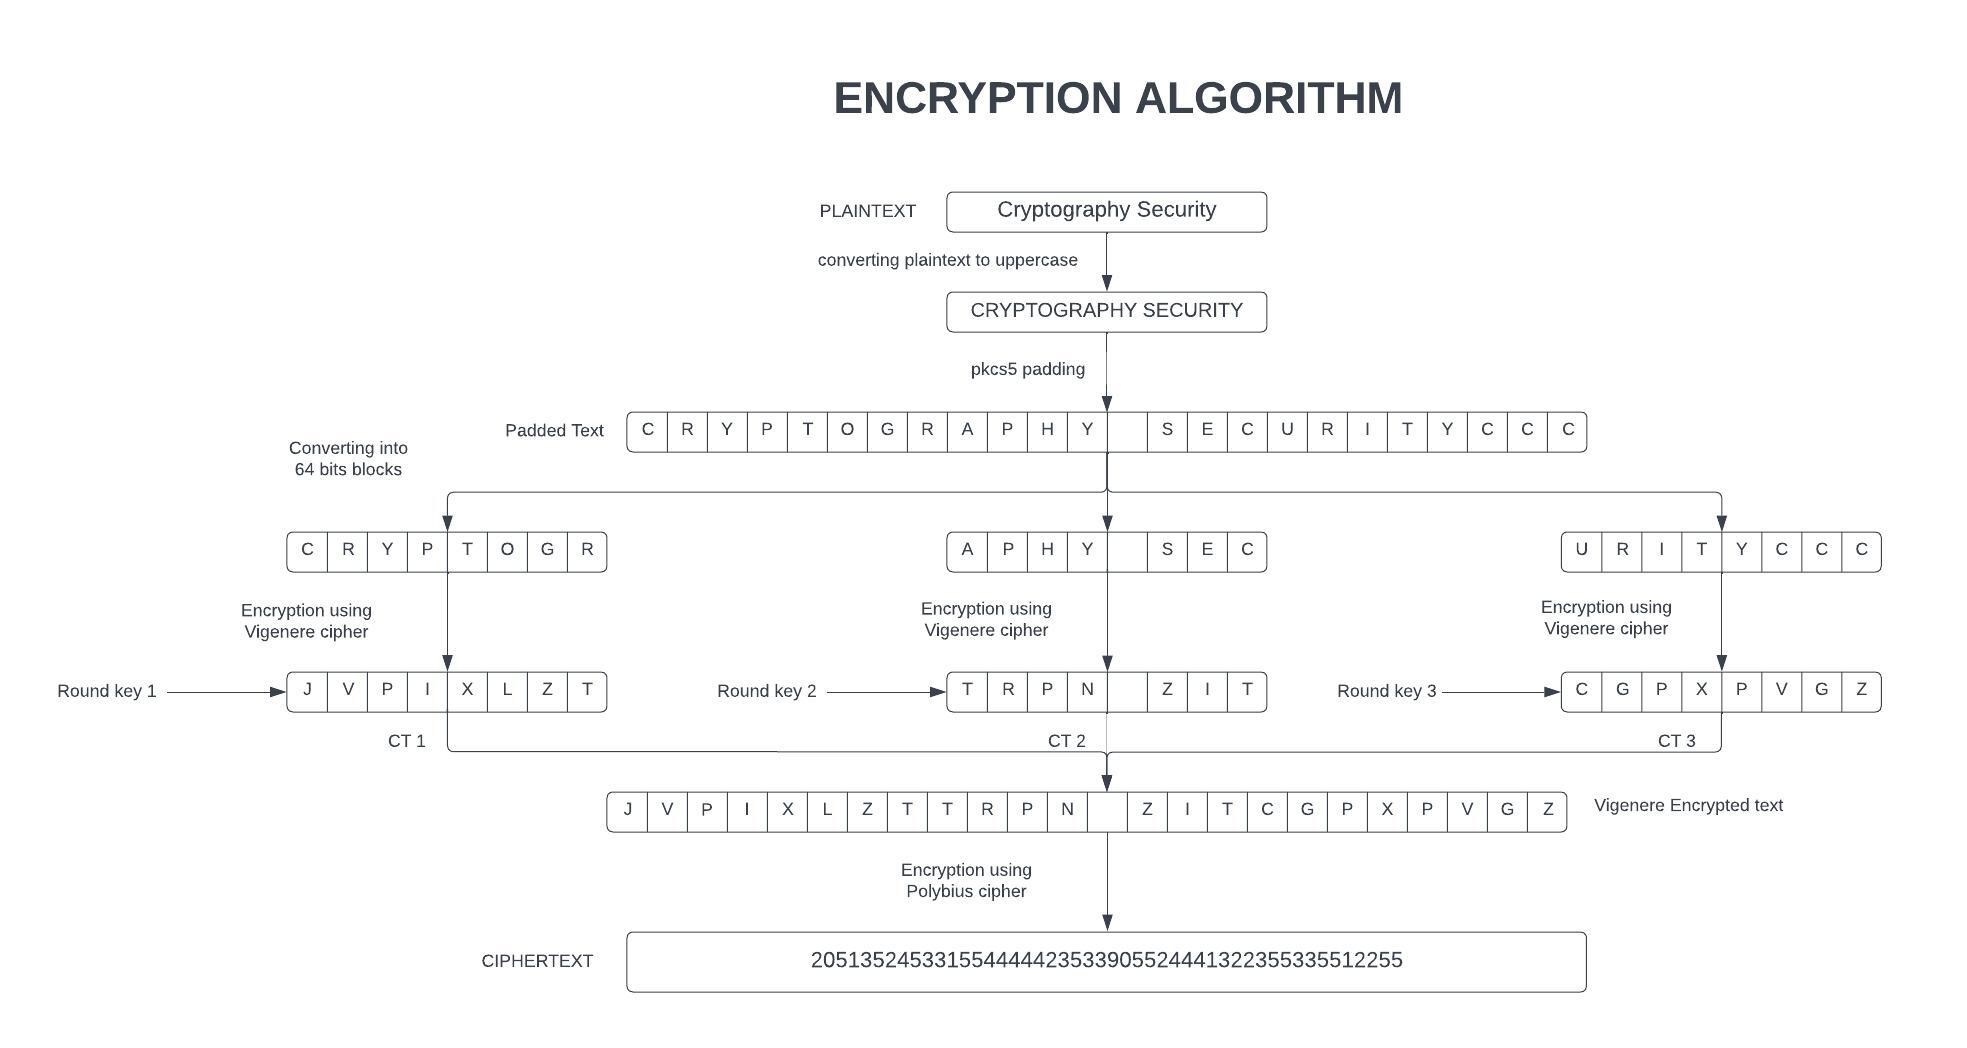 ENCRYPTION ALGORITHM
PLAINTEXT
Cryptography Security
converting plaintext to uppercase
CRYPTOGRAPHY SECURITY
pkcs5 padding
Padded Text
C R Y P T O G R A P H Y S E C U R I T Y C C C
Converting into
64 bits blocks
C R Y P T O G R
A P H Y S E C
U R I T Y C C C
Encryption using
Vigenere cipher
Encryption using
Vigenere cipher
Encryption using
Vigenere cipher
Round key 1
J V P I X L Z T
Round key 2
T R P N Z I T
Round key 3
C G P X P V G Z
CT 1
CT 2
CT 3
J V P I X L Z T T R P N Z I T C G P X P V G Z
Vigenere Encrypted text
Encryption using
Polybius cipher
CIPHERTEXT
205135245331554444423533905524441322355335512255